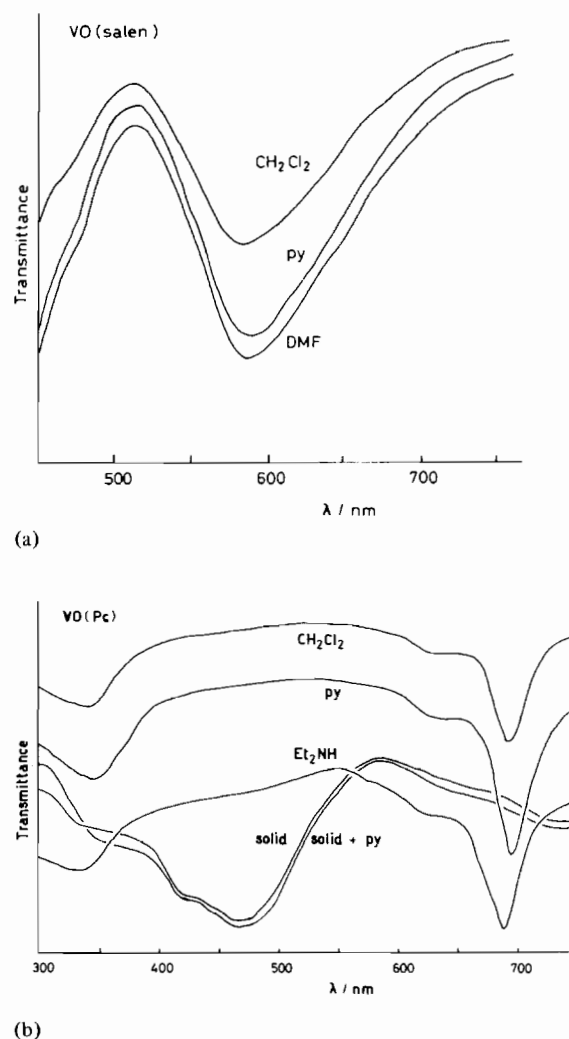 VO (salen)
Transmittance
CH₂Cl₂
py
DMF
500
600
700
λ / nm
(a)
VO(Pc)
Transmittance
CH₂Cl₂
py
Et₂NH
solid
solid + py
300
400
500
600
700
λ / nm
(b)